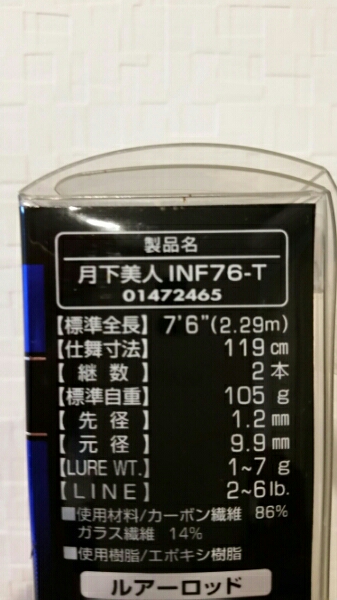 製品名
月下美人 INF76-T
01472465
【標準全長】 7'6"(2.29m)
【仕舞寸法】 119㎝
【継数】 2本
【標準自重】 105g
【先径】 1.2㎜
【元径】 9.9㎜
【LURE WT.】 1~7g
【LINE】 2~6lb.
■使用材料/カーボン繊維 86%
ガラス繊維 14%
■使用樹脂/エポキシ樹脂
ルアーロッド